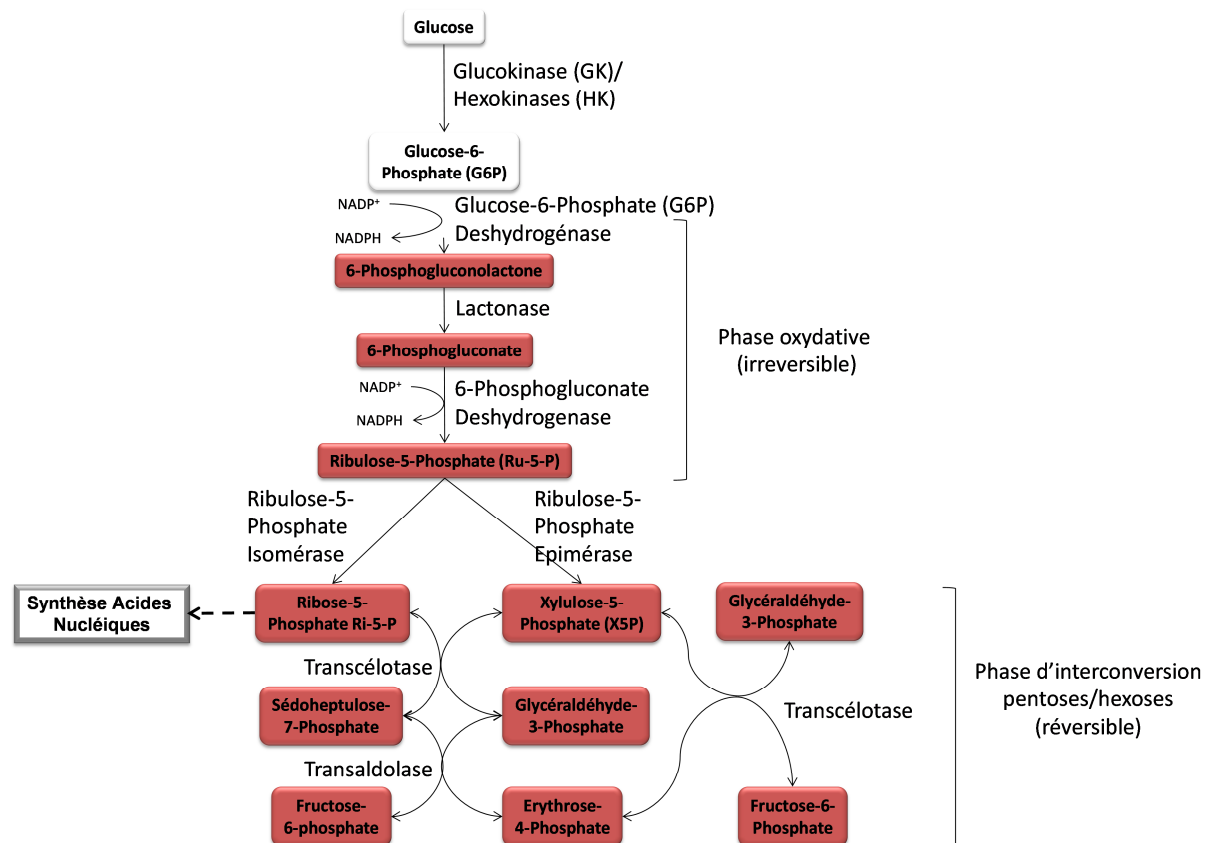 Glucose
Glucokinase (GK)/
Hexokinases (HK)
Glucose-6-
Phosphate (G6P)
NADP⁺
NADPH
Glucose-6-Phosphate (G6P)
Deshydrogénase
6-Phosphogluconolactone
Lactonase
6-Phosphogluconate
NADP⁺
NADPH
6-Phosphogluconate
Deshydrogenase
Ribulose-5-Phosphate (Ru-5-P)
Phase oxydative
(irreversible)
Ribulose-5-
Phosphate
Isomérase
Ribulose-5-
Phosphate
Epimérase
Synthèse Acides
Nucléiques
Ribose-5-
Phosphate Ri-5-P
Xylulose-5-
Phosphate (X5P)
Glycéraldéhyde-
3-Phosphate
Transcélotase
Sédoheptulose-
7-Phosphate
Glycéraldéhyde-
3-Phosphate
Transcélotase
Transaldolase
Fructose-
6-phosphate
Erythrose-
4-Phosphate
Fructose-6-
Phosphate
Phase d’interconversion
pentoses/hexoses
(réversible)